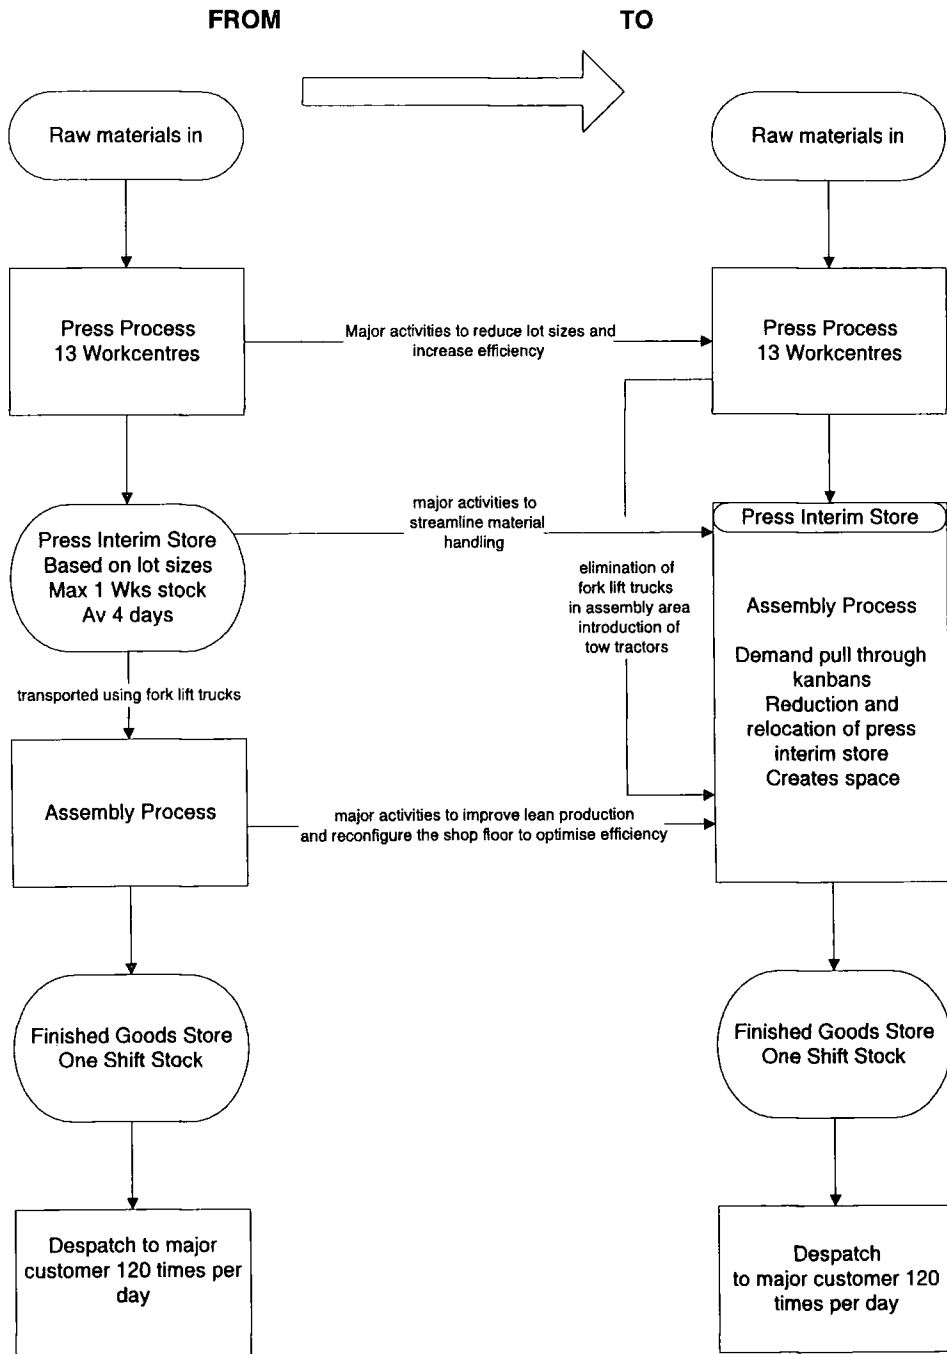 FROM
TO
Raw materials in
Raw materials in
Press Process
13 Workcentres
Major activities to reduce lot sizes and
increase efficiency
Press Process
13 Workcentres
Press Interim Store
Based on lot sizes
Max 1 Wks stock
Av 4 days
major activities to
streamline material
handling
Press Interim Store
elimination of
fork lift trucks
in assembly area
introduction of
tow tractors
Assembly Process
Demand pull through
kanbans
Reduction and
relocation of press
interim store
Creates space
transported using fork lift trucks
Assembly Process
major activities to improve lean production
and reconfigure the shop floor to optimise efficiency
Finished Goods Store
One Shift Stock
Finished Goods Store
One Shift Stock
Despatch to major
customer 120 times per
day
Despatch
to major customer 120
times per day